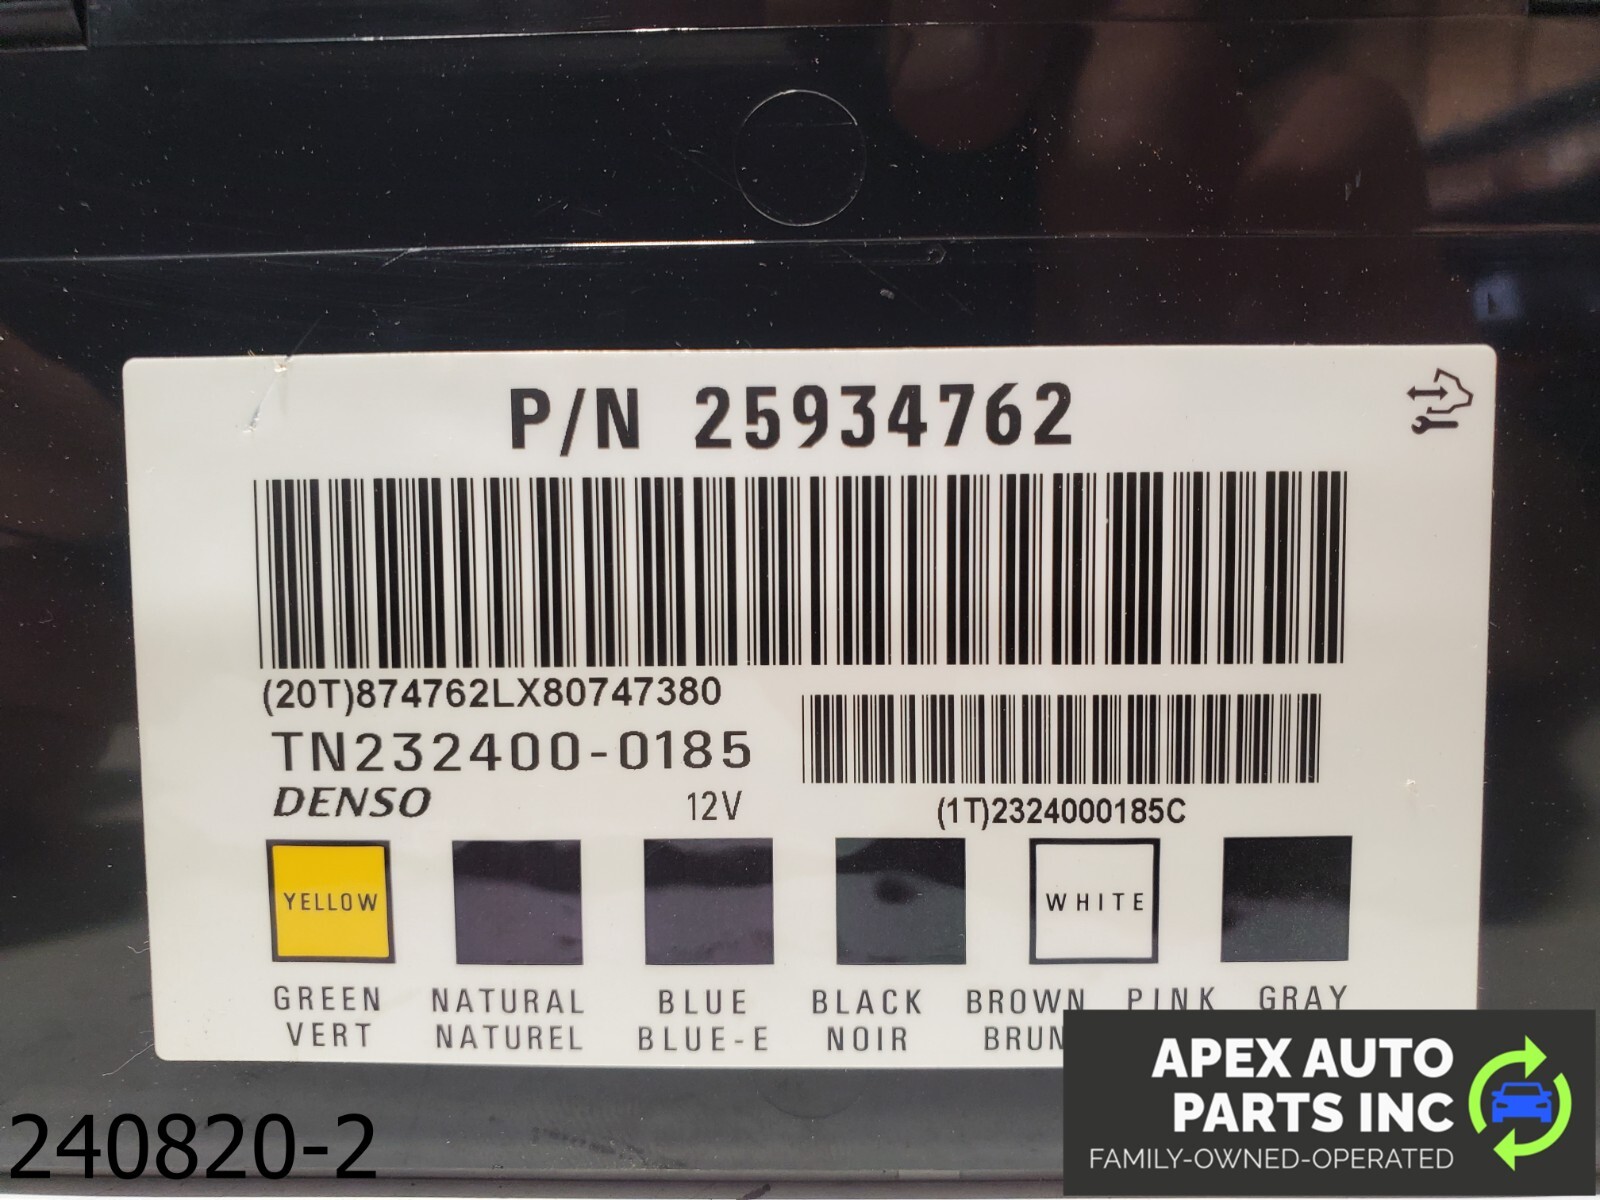 P/N 25934762
(20T)874762LX80747380
TN232400-0185
DENSO
12V
(1T)2324000185C
YELLOW
WHITE
GREEN NATURAL BLUE BLACK BROWN PINK GRAY
VERT NATUREL BLUE-E NOIR BRUN
APEX AUTO
PARTS INC
FAMILY-OWNED-OPERATED
240820-2